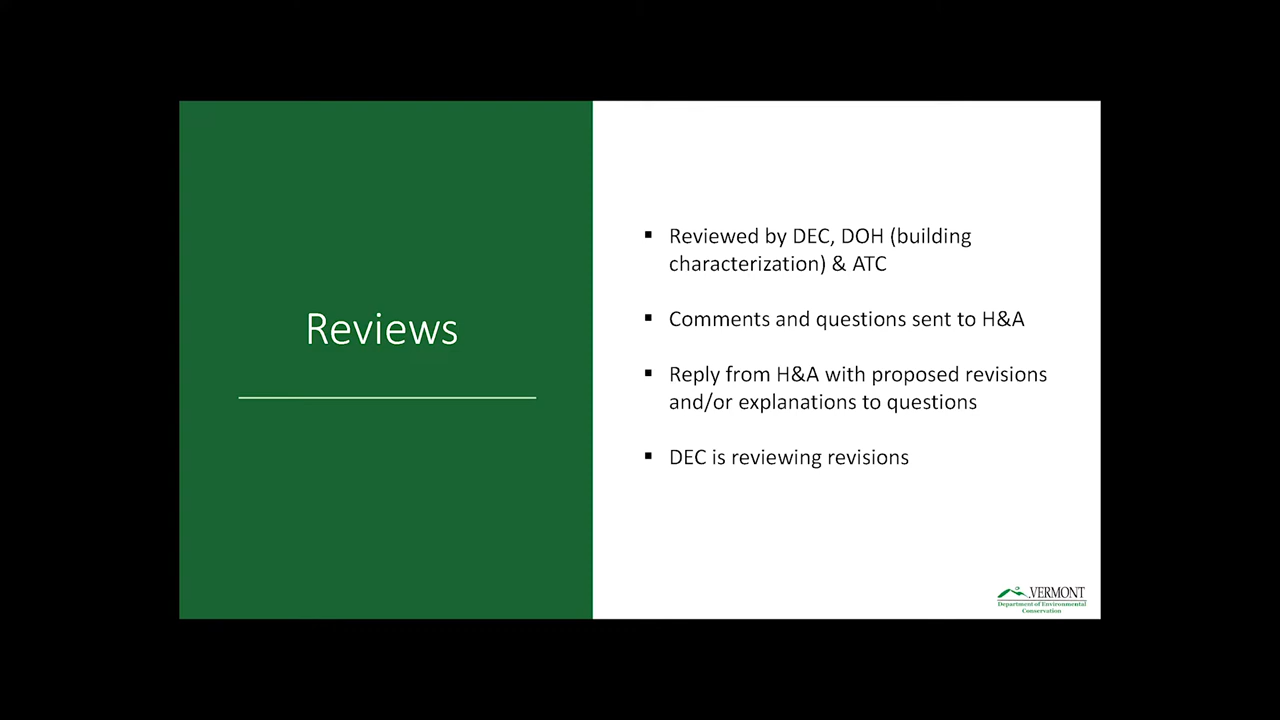 Reviews
▪ Reviewed by DEC, DOH (building
characterization) & ATC
▪ Comments and questions sent to H&A
▪ Reply from H&A with proposed revisions
and/or explanations to questions
▪ DEC is reviewing revisions
VERMONT
Department of Environmental
Conservation